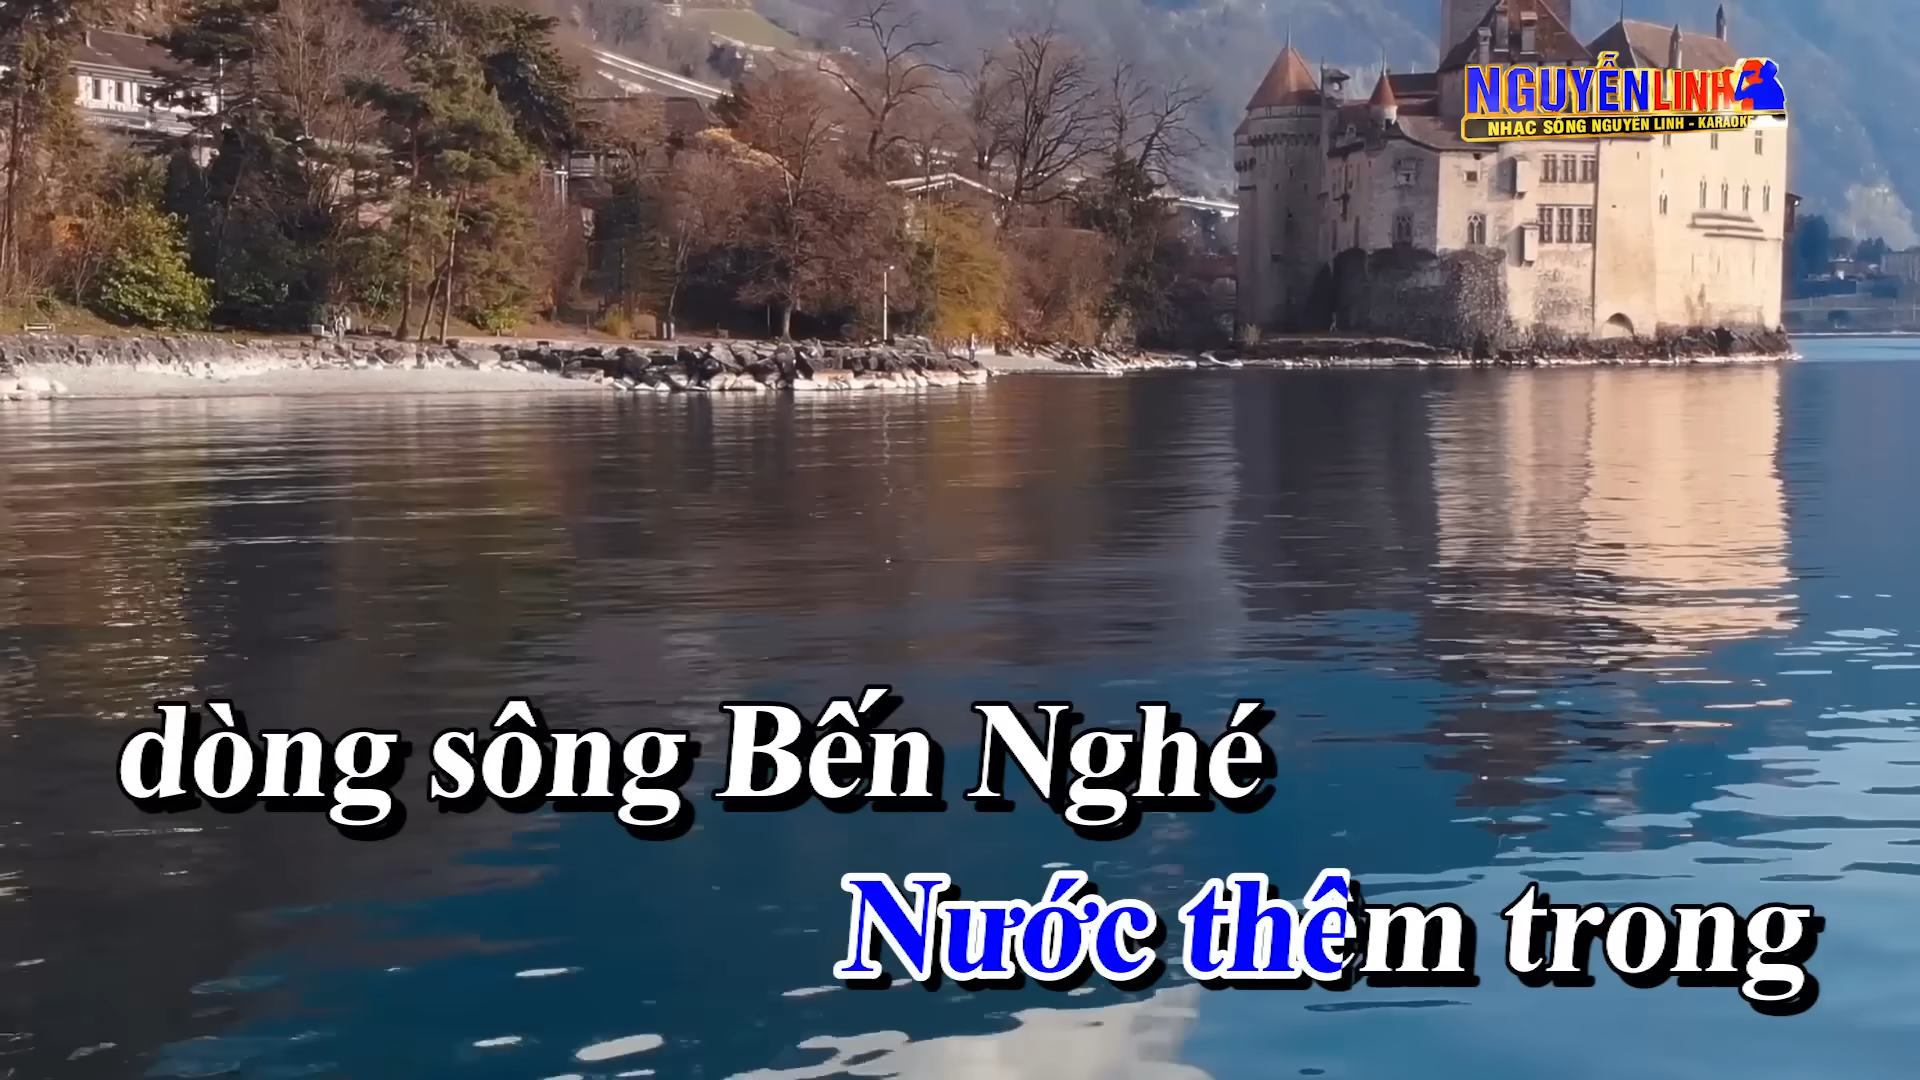 NGUYỄN LINH
NHẠC SỐNG NGUYỄN LINH - KARAOKE
dòng sông Bến Nghé
Nước thêm trong